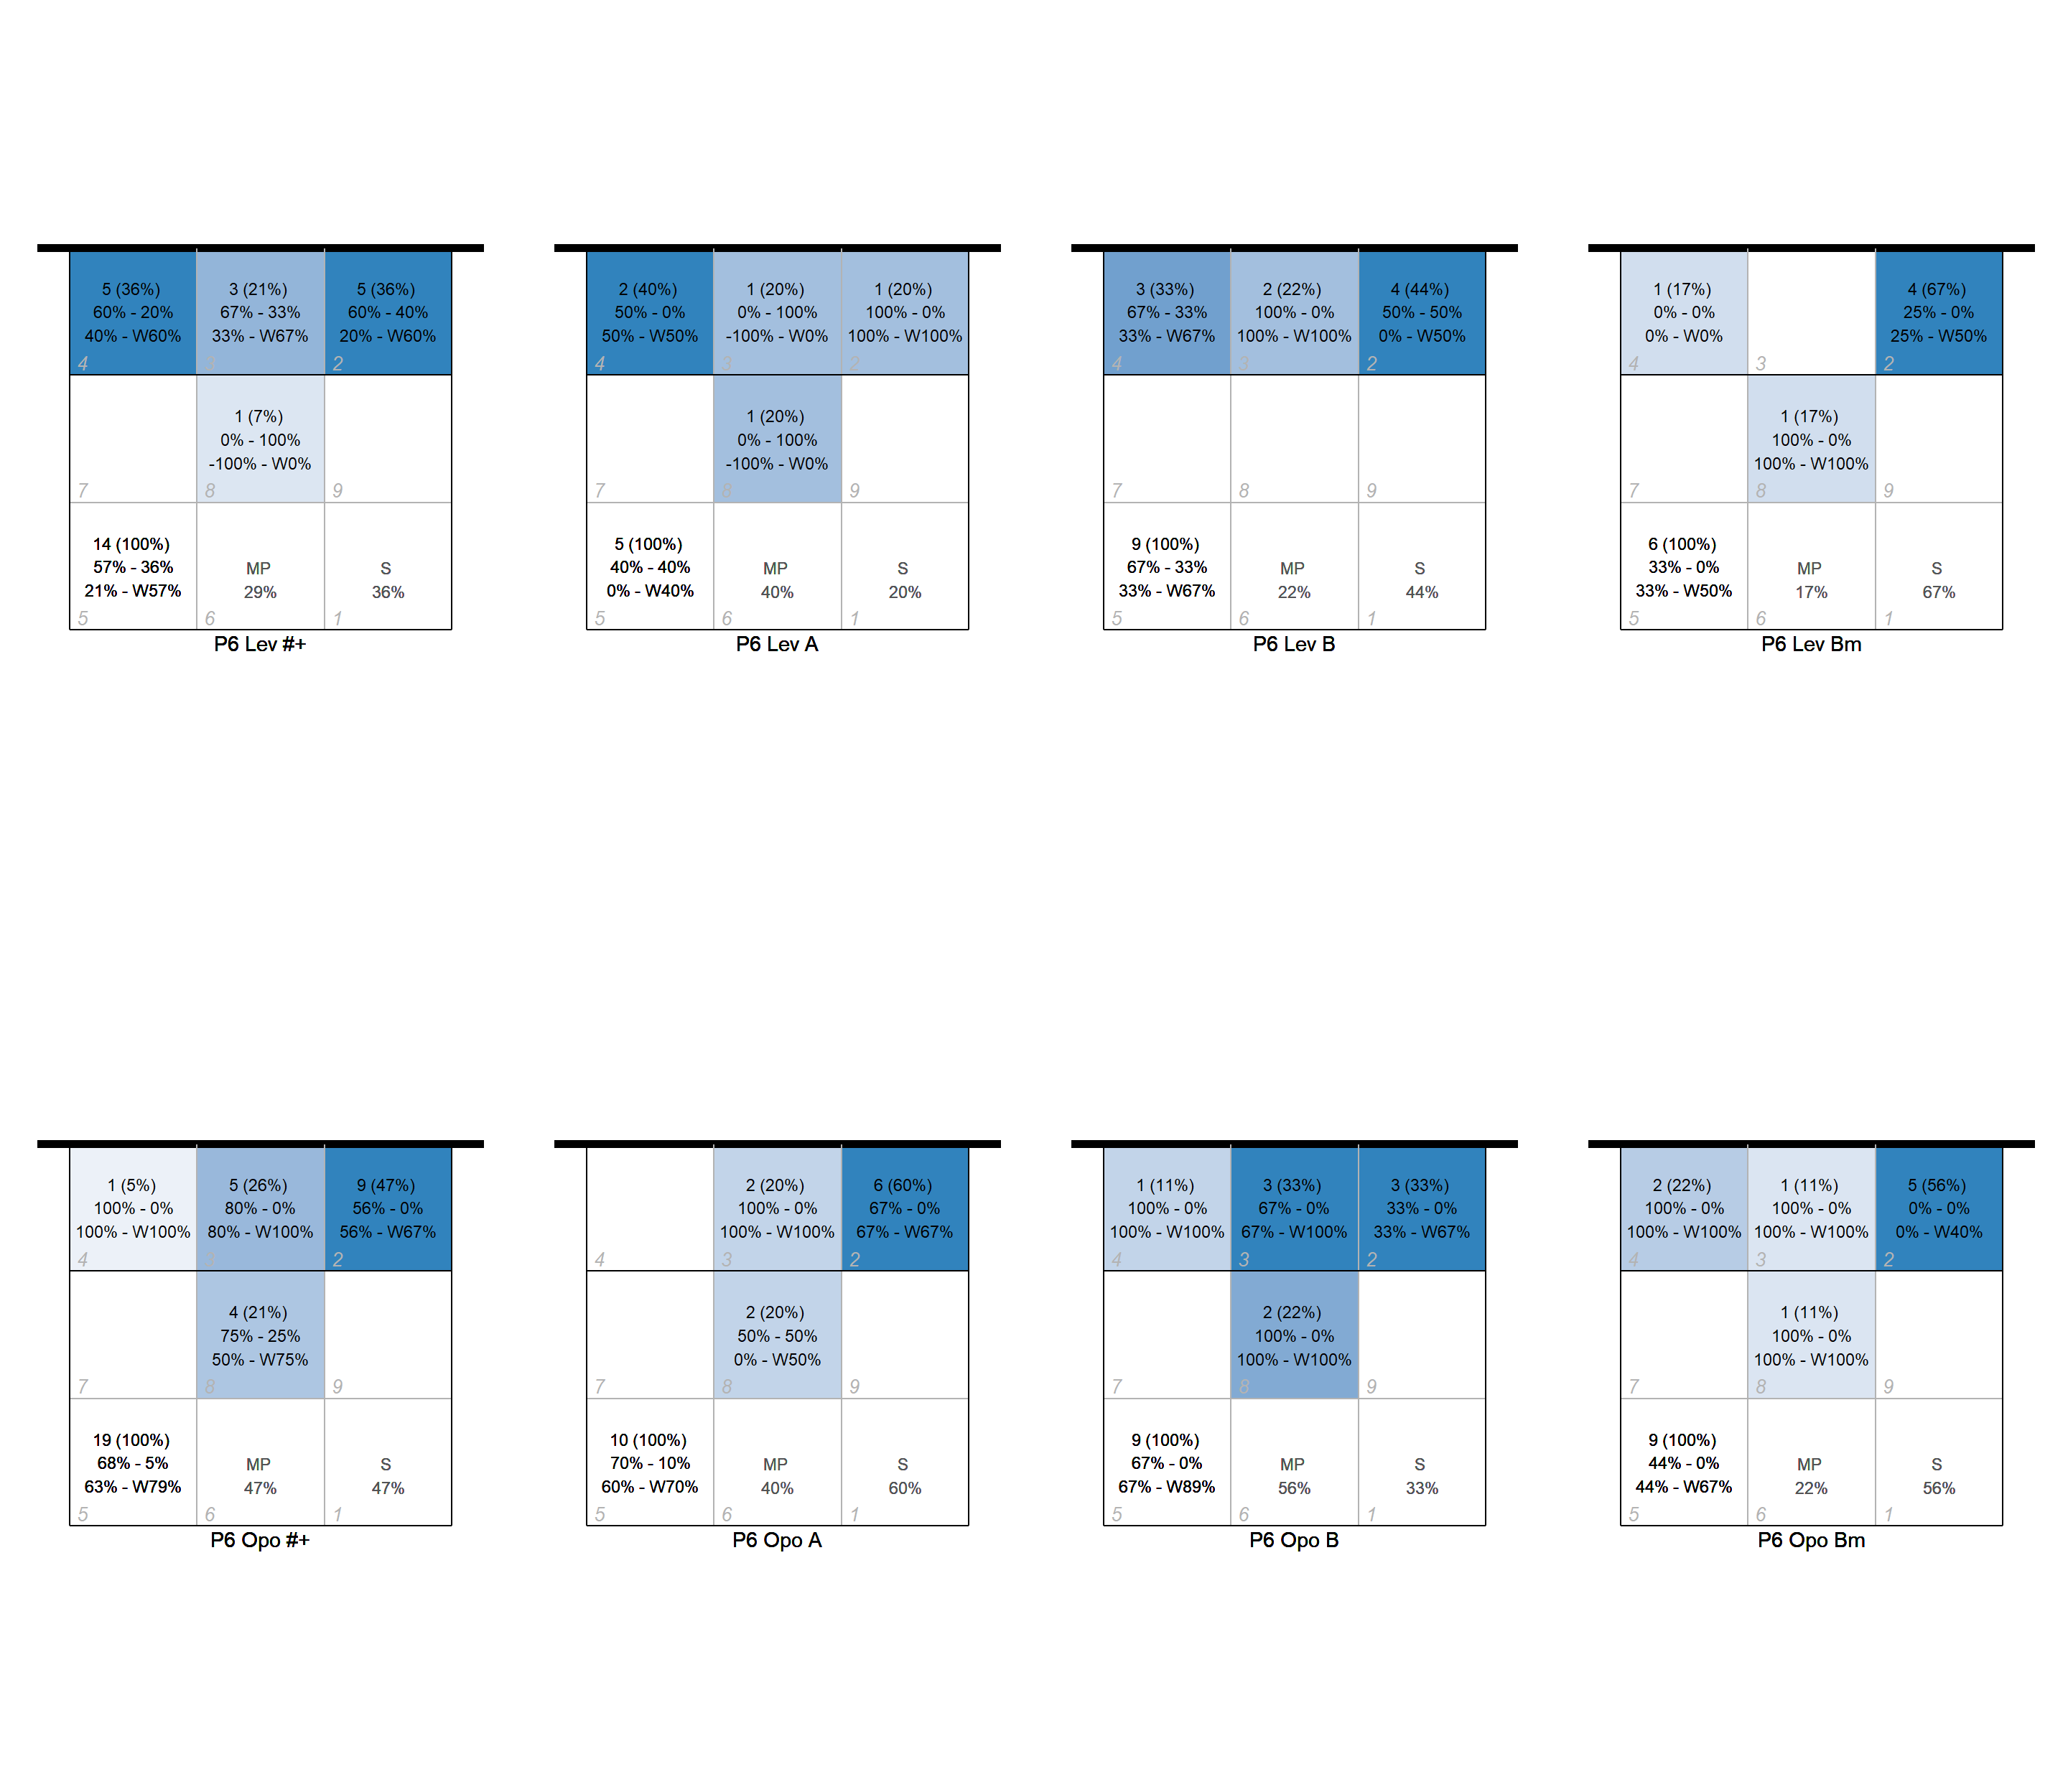 5 (36%)
60% - 20%
40% - W60%
4
3 (21%)
67% - 33%
33% - W67%
3
5 (36%)
60% - 40%
20% - W60%
2
7
1 (7%)
0% - 100%
-100% - W0%
8
9
14 (100%)
57% - 36%
21% - W57%
5
MP
29%
6
S
36%
1
P6 Lev #+
2 (40%)
50% - 0%
50% - W50%
4
1 (20%)
0% - 100%
-100% - W0%
3
1 (20%)
100% - 0%
100% - W100%
2
7
1 (20%)
0% - 100%
-100% - W0%
8
9
5 (100%)
40% - 40%
0% - W40%
5
MP
40%
6
S
20%
1
P6 Lev A
3 (33%)
67% - 33%
33% - W67%
4
2 (22%)
100% - 0%
100% - W100%
3
4 (44%)
50% - 50%
0% - W50%
2
7
8
9
9 (100%)
67% - 33%
33% - W67%
5
MP
22%
6
S
44%
1
P6 Lev B
1 (17%)
0% - 0%
0% - W0%
4
3
4 (67%)
25% - 0%
25% - W50%
2
7
1 (17%)
100% - 0%
100% - W100%
8
9
6 (100%)
33% - 0%
33% - W50%
5
MP
17%
6
S
67%
1
P6 Lev Bm
1 (5%)
100% - 0%
100% - W100%
4
5 (26%)
80% - 0%
80% - W100%
3
9 (47%)
56% - 0%
56% - W67%
2
7
4 (21%)
75% - 25%
50% - W75%
8
9
19 (100%)
68% - 5%
63% - W79%
5
MP
47%
6
S
47%
1
P6 Opo #+
4
2 (20%)
100% - 0%
100% - W100%
3
6 (60%)
67% - 0%
67% - W67%
2
7
2 (20%)
50% - 50%
0% - W50%
8
9
10 (100%)
70% - 10%
60% - W70%
5
MP
40%
6
S
60%
1
P6 Opo A
1 (11%)
100% - 0%
100% - W100%
4
3 (33%)
67% - 0%
67% - W100%
3
3 (33%)
33% - 0%
33% - W67%
2
7
2 (22%)
100% - 0%
100% - W100%
8
9
9 (100%)
67% - 0%
67% - W89%
5
MP
56%
6
S
33%
1
P6 Opo B
2 (22%)
100% - 0%
100% - W100%
4
1 (11%)
100% - 0%
100% - W100%
3
5 (56%)
0% - 0%
0% - W40%
2
7
1 (11%)
100% - 0%
100% - W100%
8
9
9 (100%)
44% - 0%
44% - W67%
5
MP
22%
6
S
56%
1
P6 Opo Bm